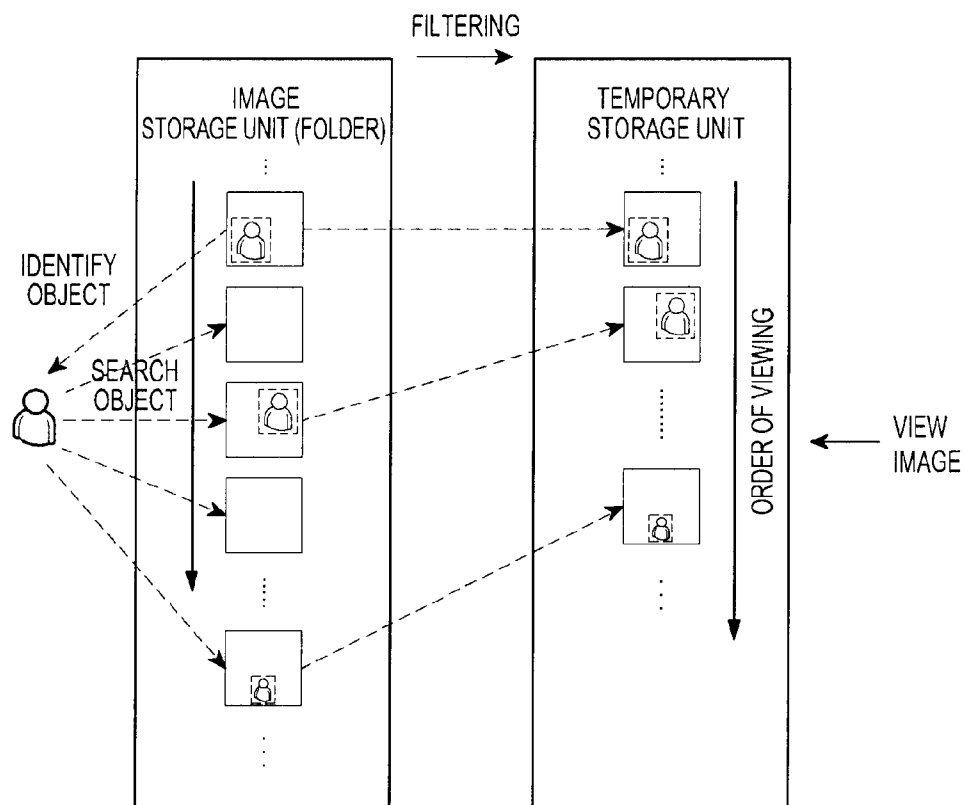 FILTERING
IMAGE
STORAGE UNIT (FOLDER)
TEMPORARY
STORAGE UNIT
IDENTIFY
OBJECT
SEARCH
OBJECT
ORDER OF VIEWING
VIEW
IMAGE